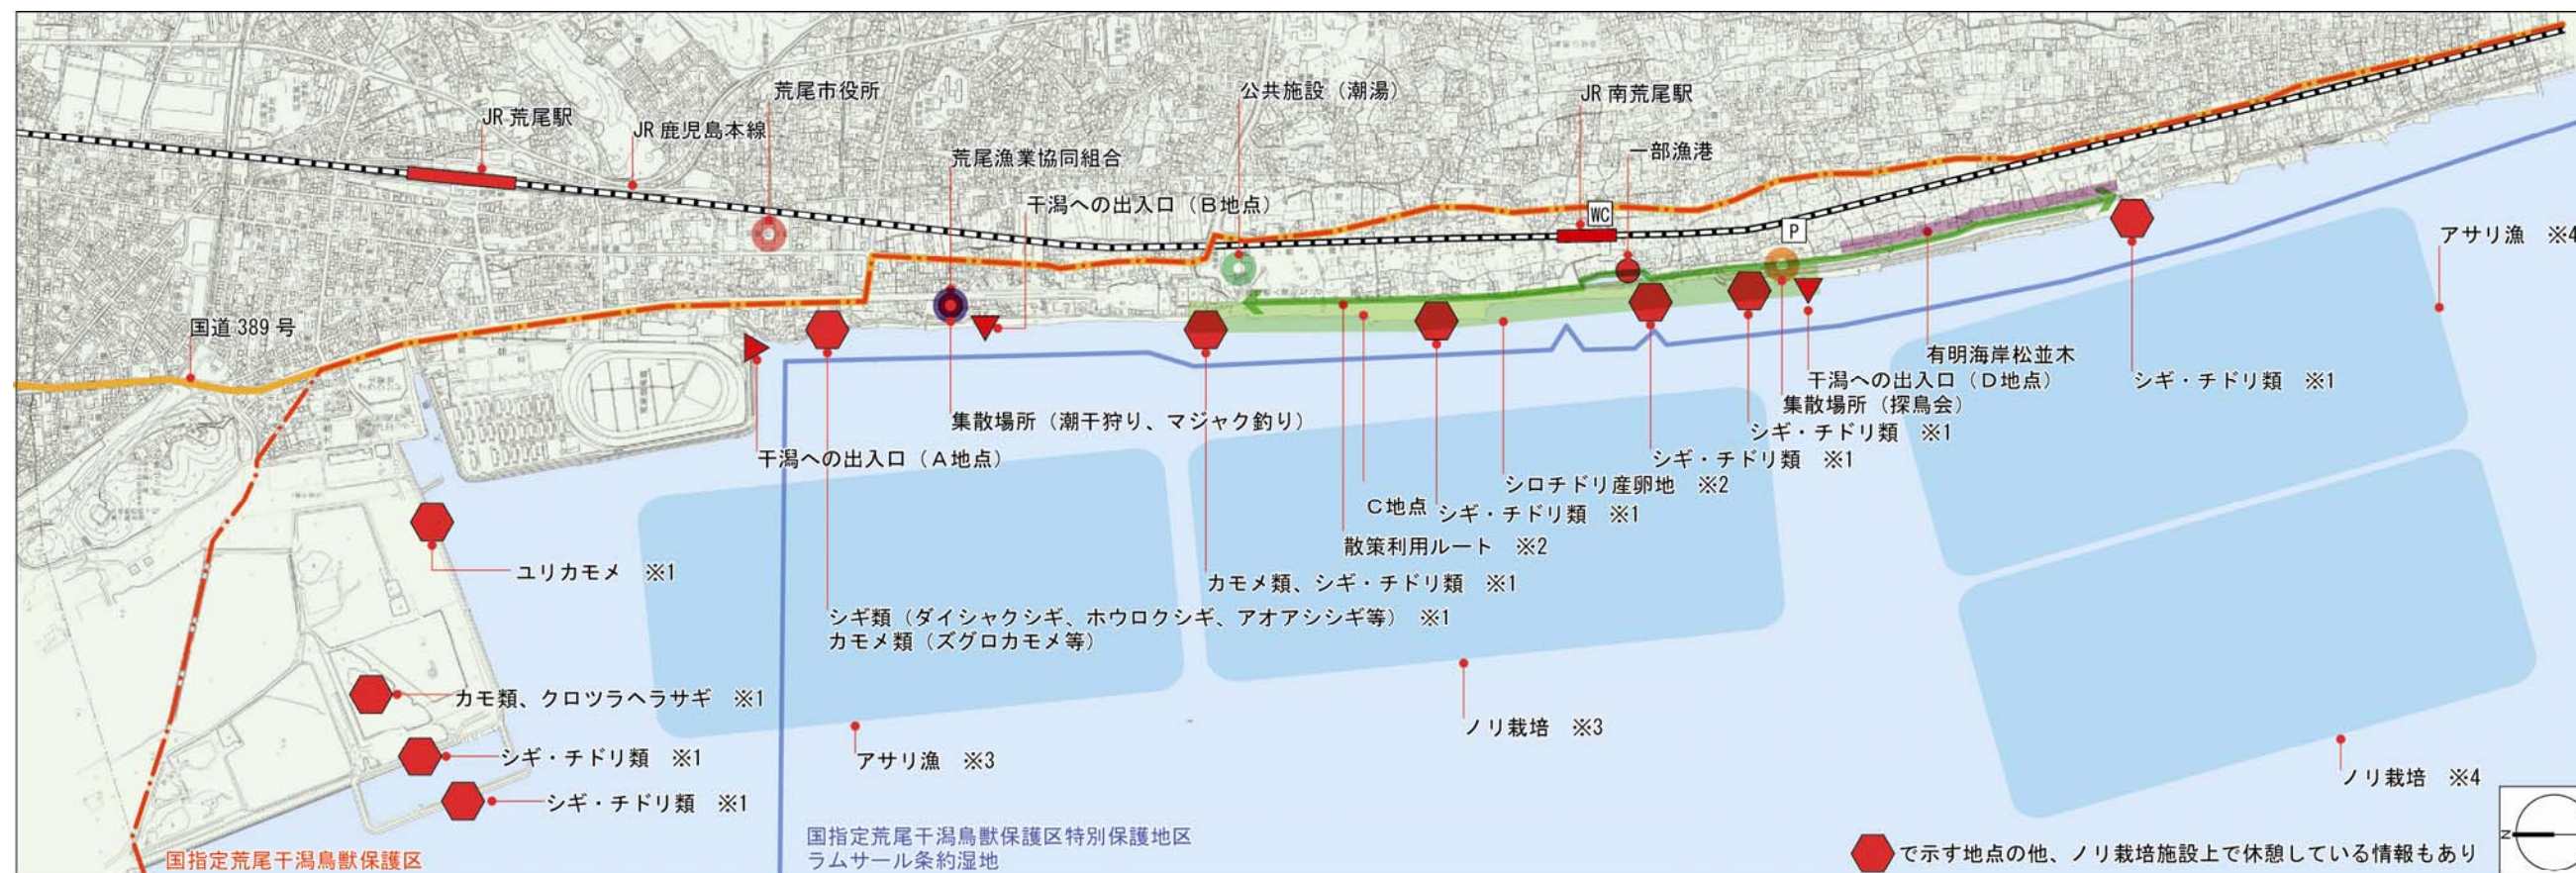 荒尾市役所
公共施設（潮湯）
JR 南荒尾駅
JR 荒尾駅
JR 鹿児島本線
荒尾漁業協同組合
一部漁港
干潟への出入口（B地点）
WC
P
アサリ漁　※4
国道 389 号
有明海岸松並木
干潟への出入口（D地点）
シギ・チドリ類　※1
集散場所（探鳥会）
集散場所（潮干狩り、マジャク釣り）
シギ・チドリ類　※1
干潟への出入口（A地点）
シギ・チドリ類　※1
シロチドリ産卵地　※2
C地点
シギ・チドリ類　※1
散策利用ルート　※2
ユリカモメ　※1
カモメ類、シギ・チドリ類　※1
シギ類（ダイシャクシギ、ホウロクシギ、アオアシシギ等）　※1
カモメ類（ズグロカモメ等）
カモ類、クロツラヘラサギ　※1
ノリ栽培　※3
シギ・チドリ類　※1
アサリ漁　※3
ノリ栽培　※4
シギ・チドリ類　※1
国指定荒尾干潟鳥獣保護区特別保護地区
ラムサール条約湿地
国指定荒尾干潟鳥獣保護区
で示す地点の他、ノリ栽培施設上で休憩している情報もあり
N